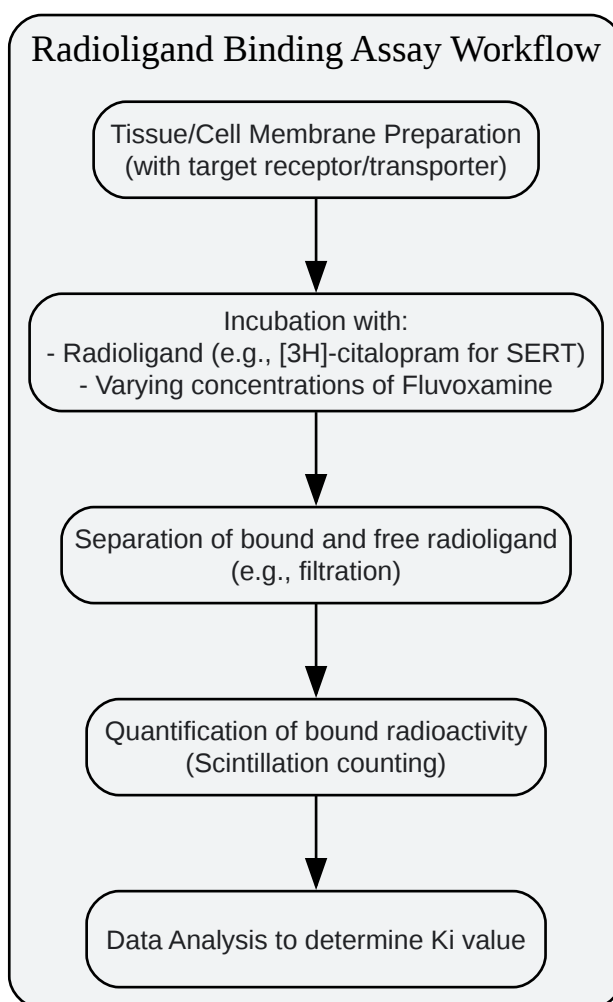 Radioligand Binding Assay Workflow
Tissue/Cell Membrane Preparation
(with target receptor/transporter)
Incubation with:
- Radioligand (e.g., [3H]-citalopram for SERT)
- Varying concentrations of Fluvoxamine
Separation of bound and free radioligand
(e.g., filtration)
Quantification of bound radioactivity
(Scintillation counting)
Data Analysis to determine Ki value